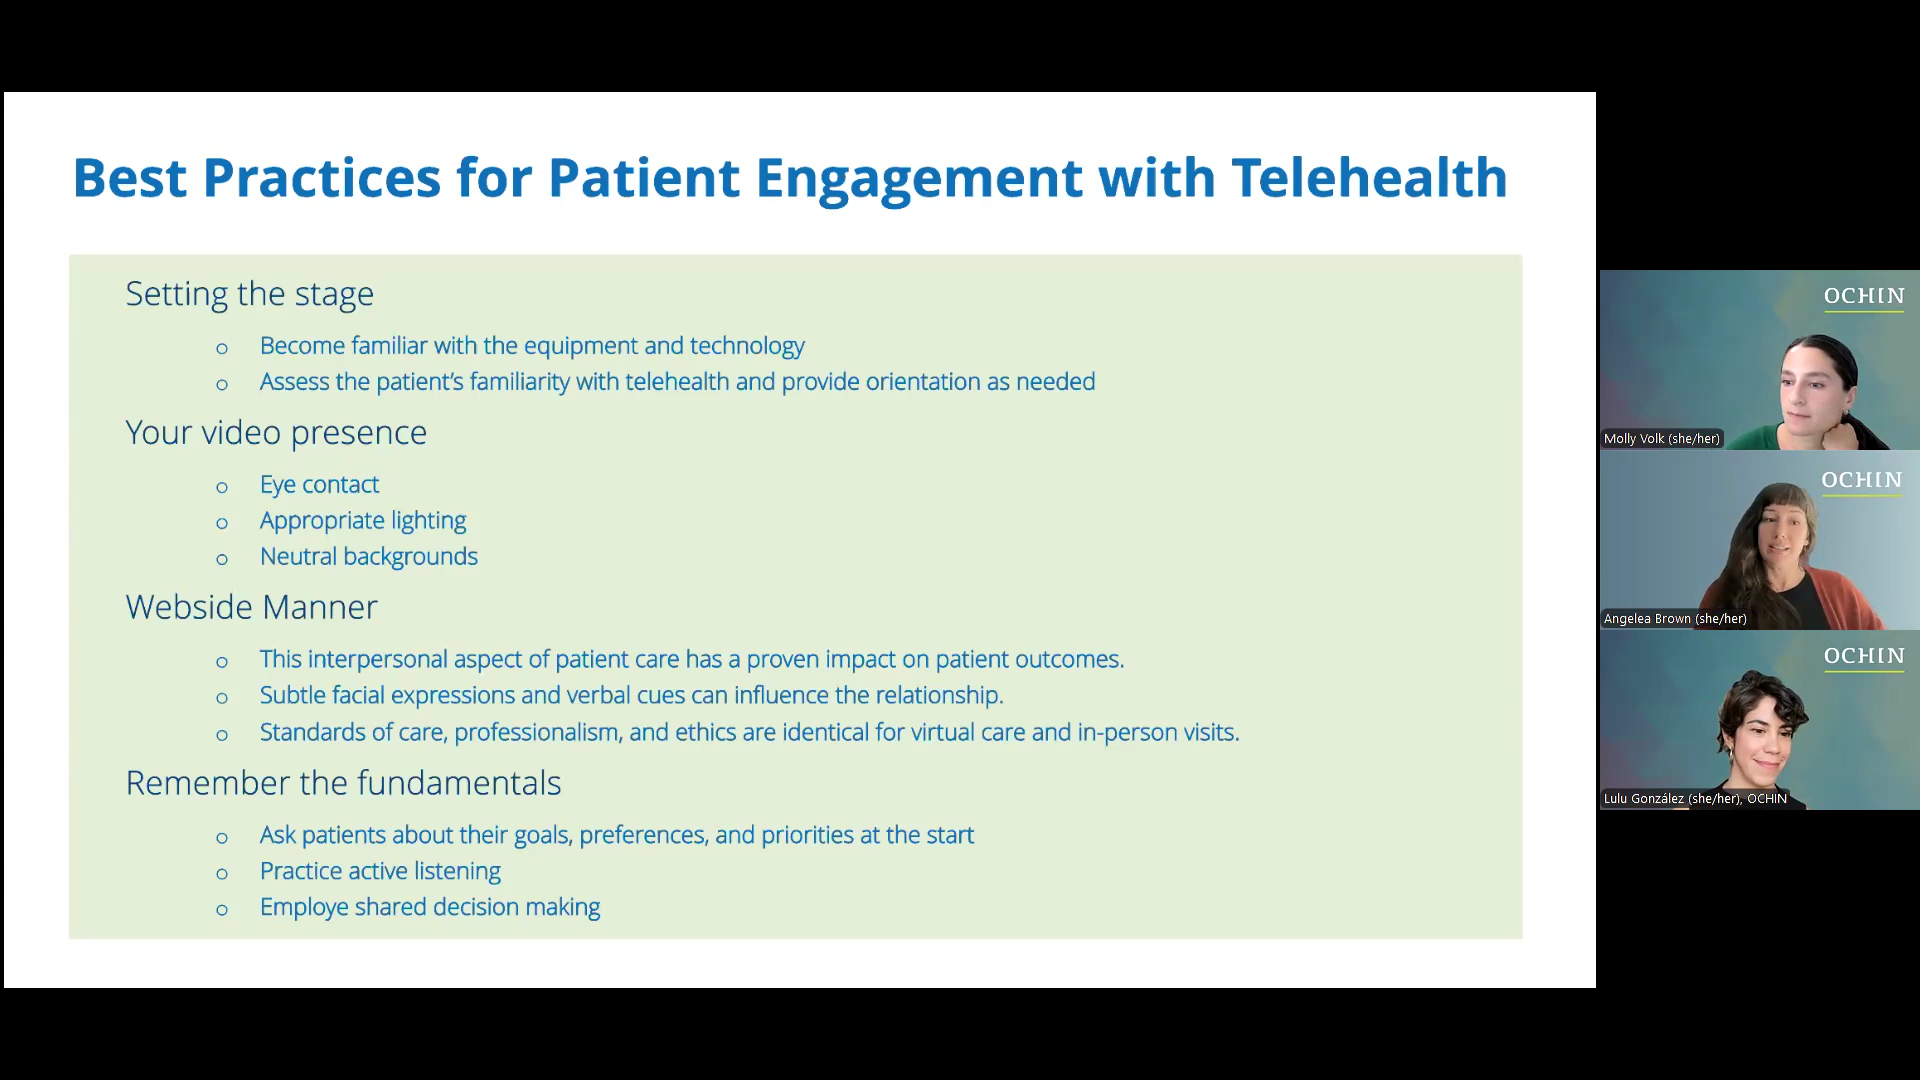 Best Practices for Patient Engagement with Telehealth
Setting the stage
o Become familiar with the equipment and technology
o Assess the patient's familiarity with telehealth and provide orientation as needed
Your video presence
o Eye contact
o Appropriate lighting
o Neutral backgrounds
Webside Manner
o This interpersonal aspect of patient care has a proven impact on patient outcomes.
o Subtle facial expressions and verbal cues can influence the relationship.
o Standards of care, professionalism, and ethics are identical for virtual care and in-person visits.
Remember the fundamentals
o Ask patients about their goals, preferences, and priorities at the start
o Practice active listening
o Employe shared decision making
OCHIN
Molly Volk (she/her)
OCHIN
Angelea Brown (she/her)
OCHIN
Lulu González (she/her), OCHIN